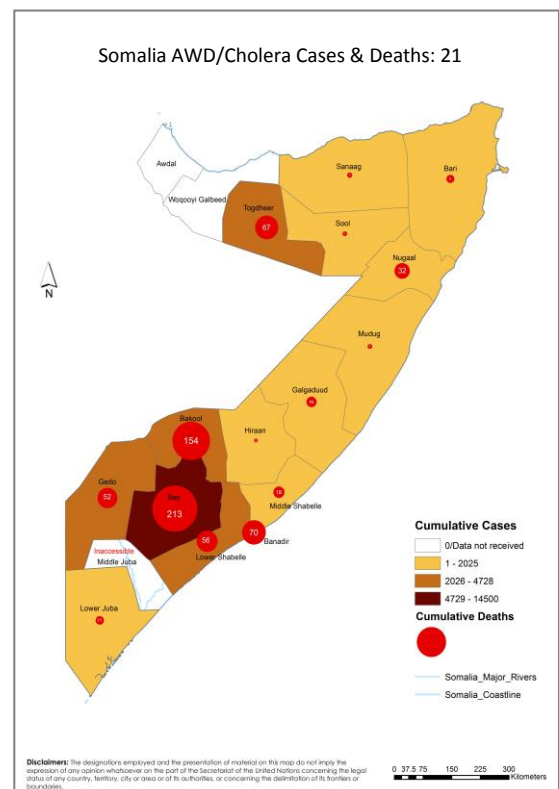 Somalia AWD/Cholera Cases & Deaths: 21
Awdal
Woqooyi Galbeed
Togdheer
67
Sanaag
Bari
Sool
Nugaal
32
N
Mudug
Galgaduud
Hiraan
Bakool
154
Gedo
52
Bay
213
Middle Shabelle
70
Banadir
56
Lower Shabelle
Inaccessible
Middle Juba
Lower Juba
Cumulative Cases
0/Data not received
1 - 2025
2026 - 4728
4729 - 14500
Cumulative Deaths
Somalia_Major_Rivers
Somalia_Coastline
Disclaimers: The designations employed and the presentation of material on this map do not imply the
expression of any opinion whatsoever on the part of the Secretariat of the United Nations concerning the legal
status of any country, territory, city or area or of its authorities, or concerning the delimitation of its frontiers or
boundaries.
0 37.5 75 150 225 300
Kilometers